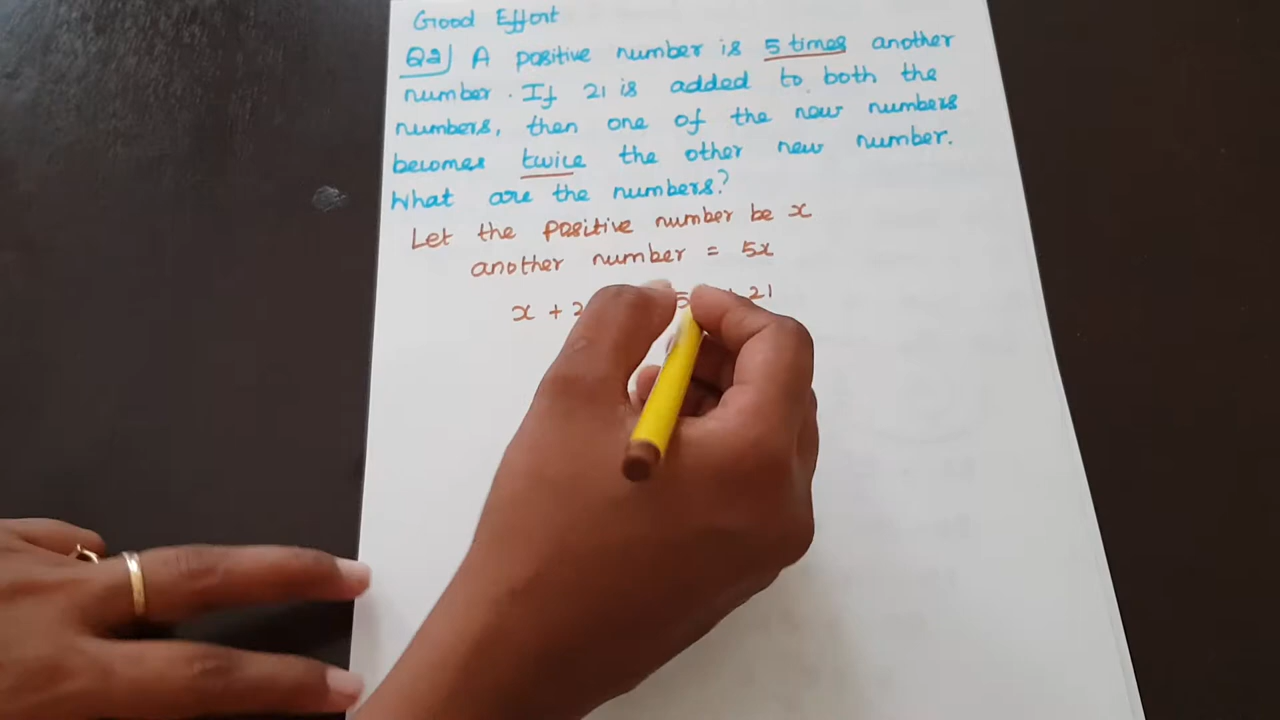 Good Effort
Q2) A positive number is 5 times another
number. If 21 is added to both the
numbers, then one of the new numbers
becomes twice the other new number.
What are the numbers?
Let the positive number be x
another number = 5x
x + 2 5 + 21